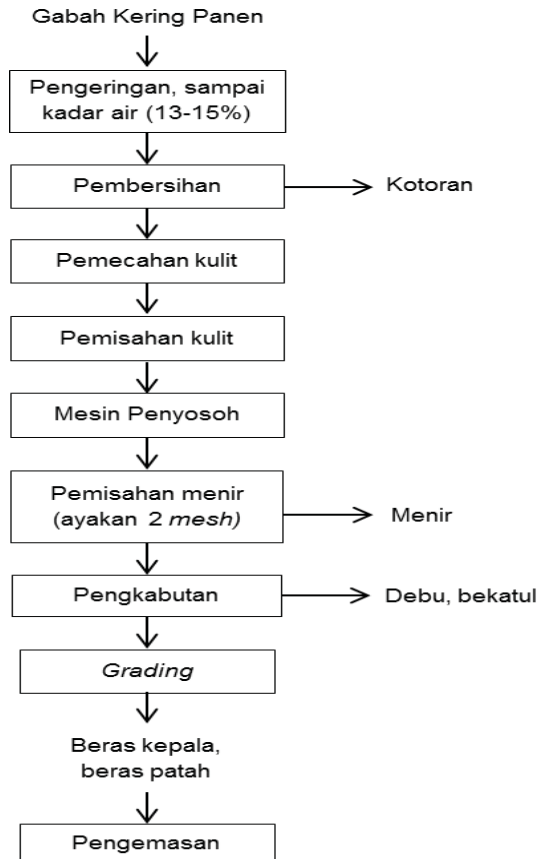 Gabah Kering Panen
Pengeringan, sampai
kadar air (13-15%)
Pembersihan
Kotoran
Pemecahan kulit
Pemisahan kulit
Mesin Penyosoh
Pemisahan menir
(ayakan 2 mesh)
Menir
Pengkabutan
Debu, bekatul
Grading
Beras kepala,
beras patah
Pengemasan